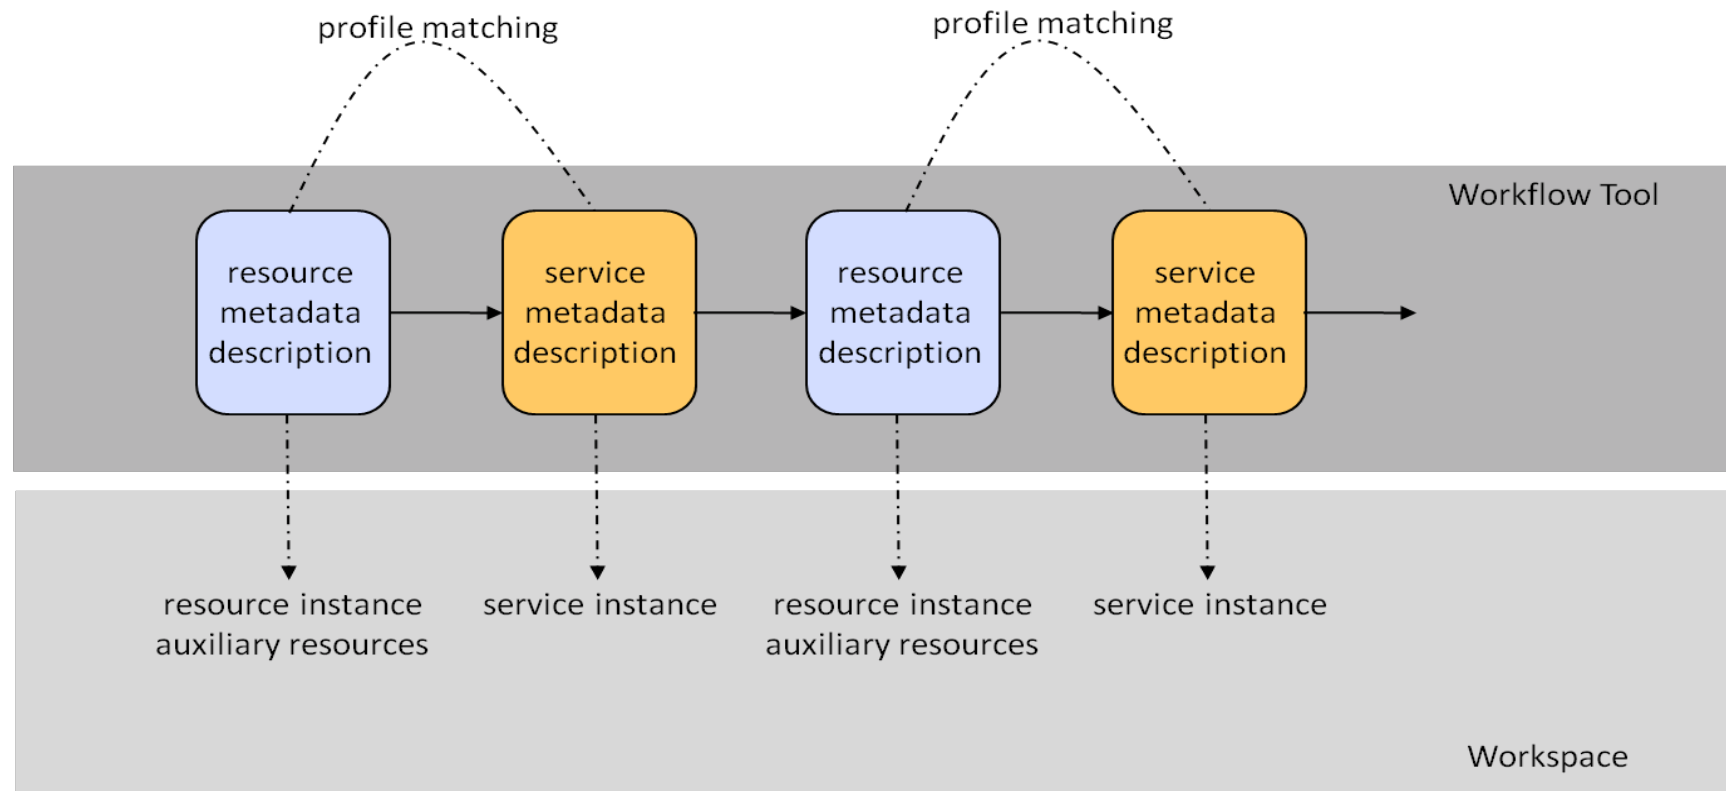 profile matching
profile matching
Workflow Tool
resource
metadata
description
service
metadata
description
resource
metadata
description
service
metadata
description
resource instance
auxiliary resources
service instance
resource instance
auxiliary resources
service instance
Workspace